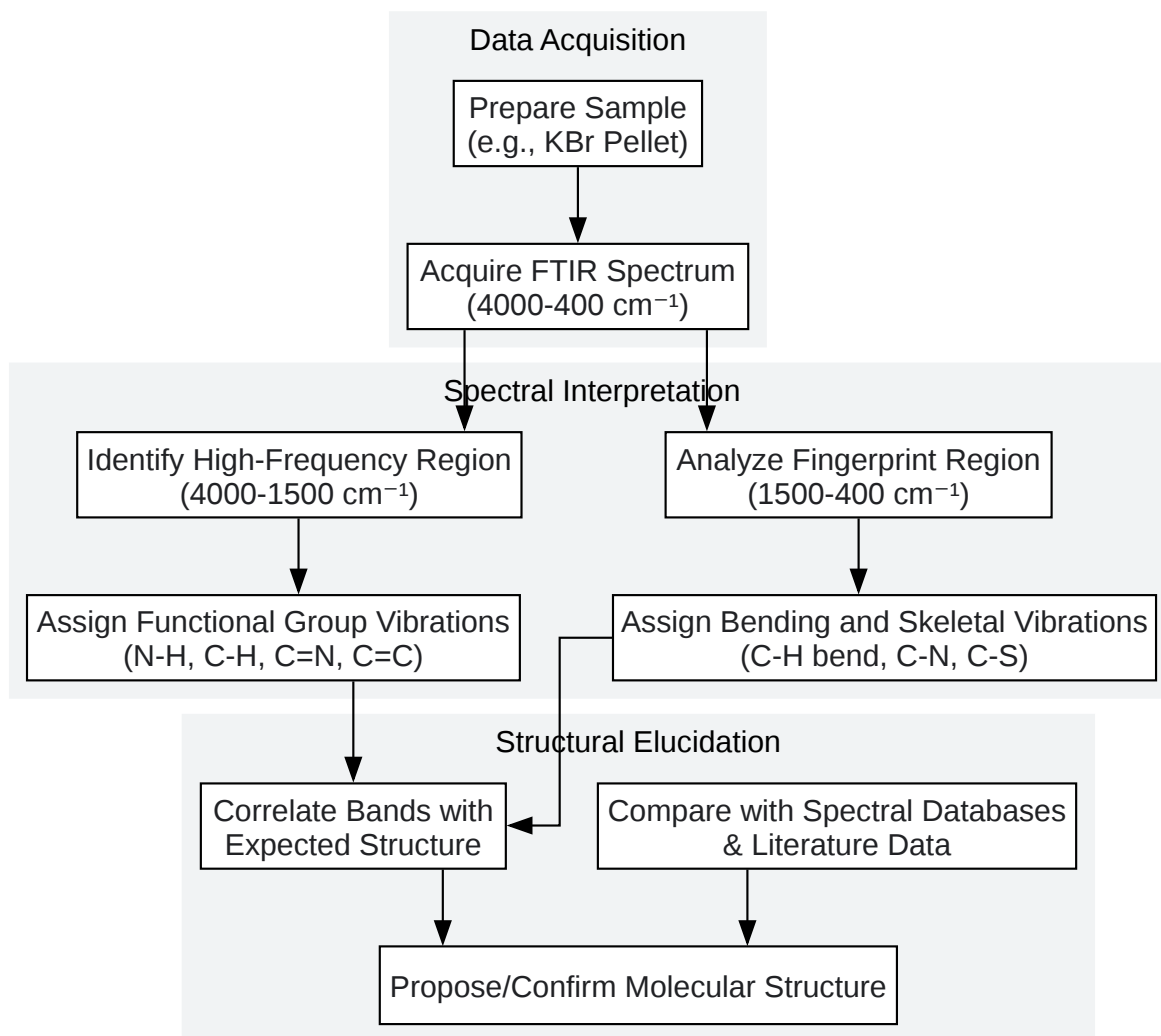 Data Acquisition
Prepare Sample
(e.g., KBr Pellet)
Acquire FTIR Spectrum
(4000-400 cm⁻¹)
Spectral Interpretation
Identify High-Frequency Region
(4000-1500 cm⁻¹)
Analyze Fingerprint Region
(1500-400 cm⁻¹)
Assign Functional Group Vibrations
(N-H, C-H, C=N, C=C)
Assign Bending and Skeletal Vibrations
(C-H bend, C-N, C-S)
Structural Elucidation
Correlate Bands with
Expected Structure
Compare with Spectral Databases
& Literature Data
Propose/Confirm Molecular Structure